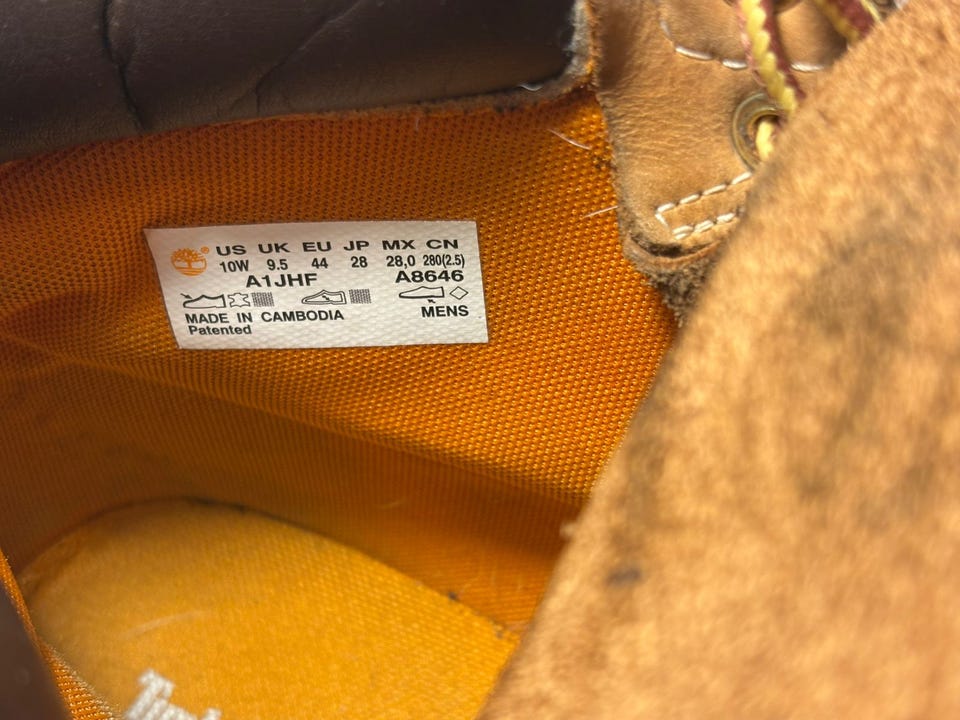 US UK EU JP MX CN
10W 9.5 44 28 28,0 280(2.5)
A1JHF A8646
MADE IN CAMBODIA MENS
Patented